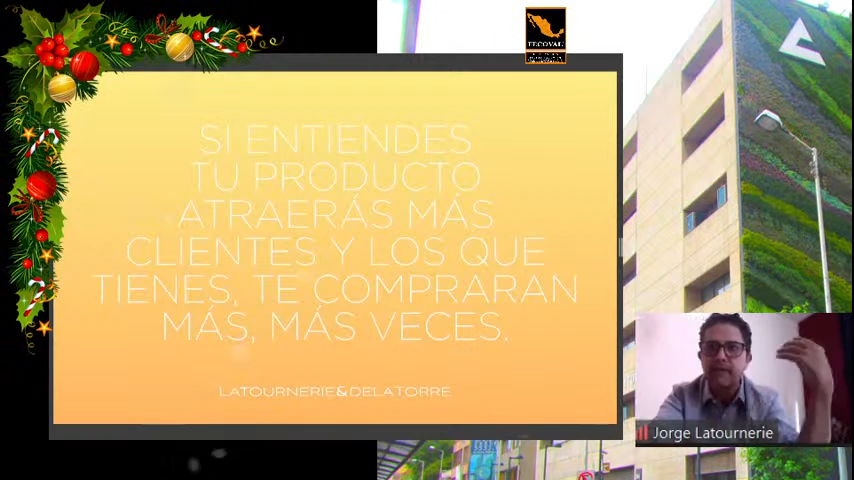 TECOVAL
SI ENTIENDES
TU PRODUCTO
ATRAERÁS MÁS
CLIENTES Y LOS QUE
TIENES, TE COMPRARAN
MÁS, MÁS VECES.
LATOURNERIE&DELATORRE
Jorge Latournerie